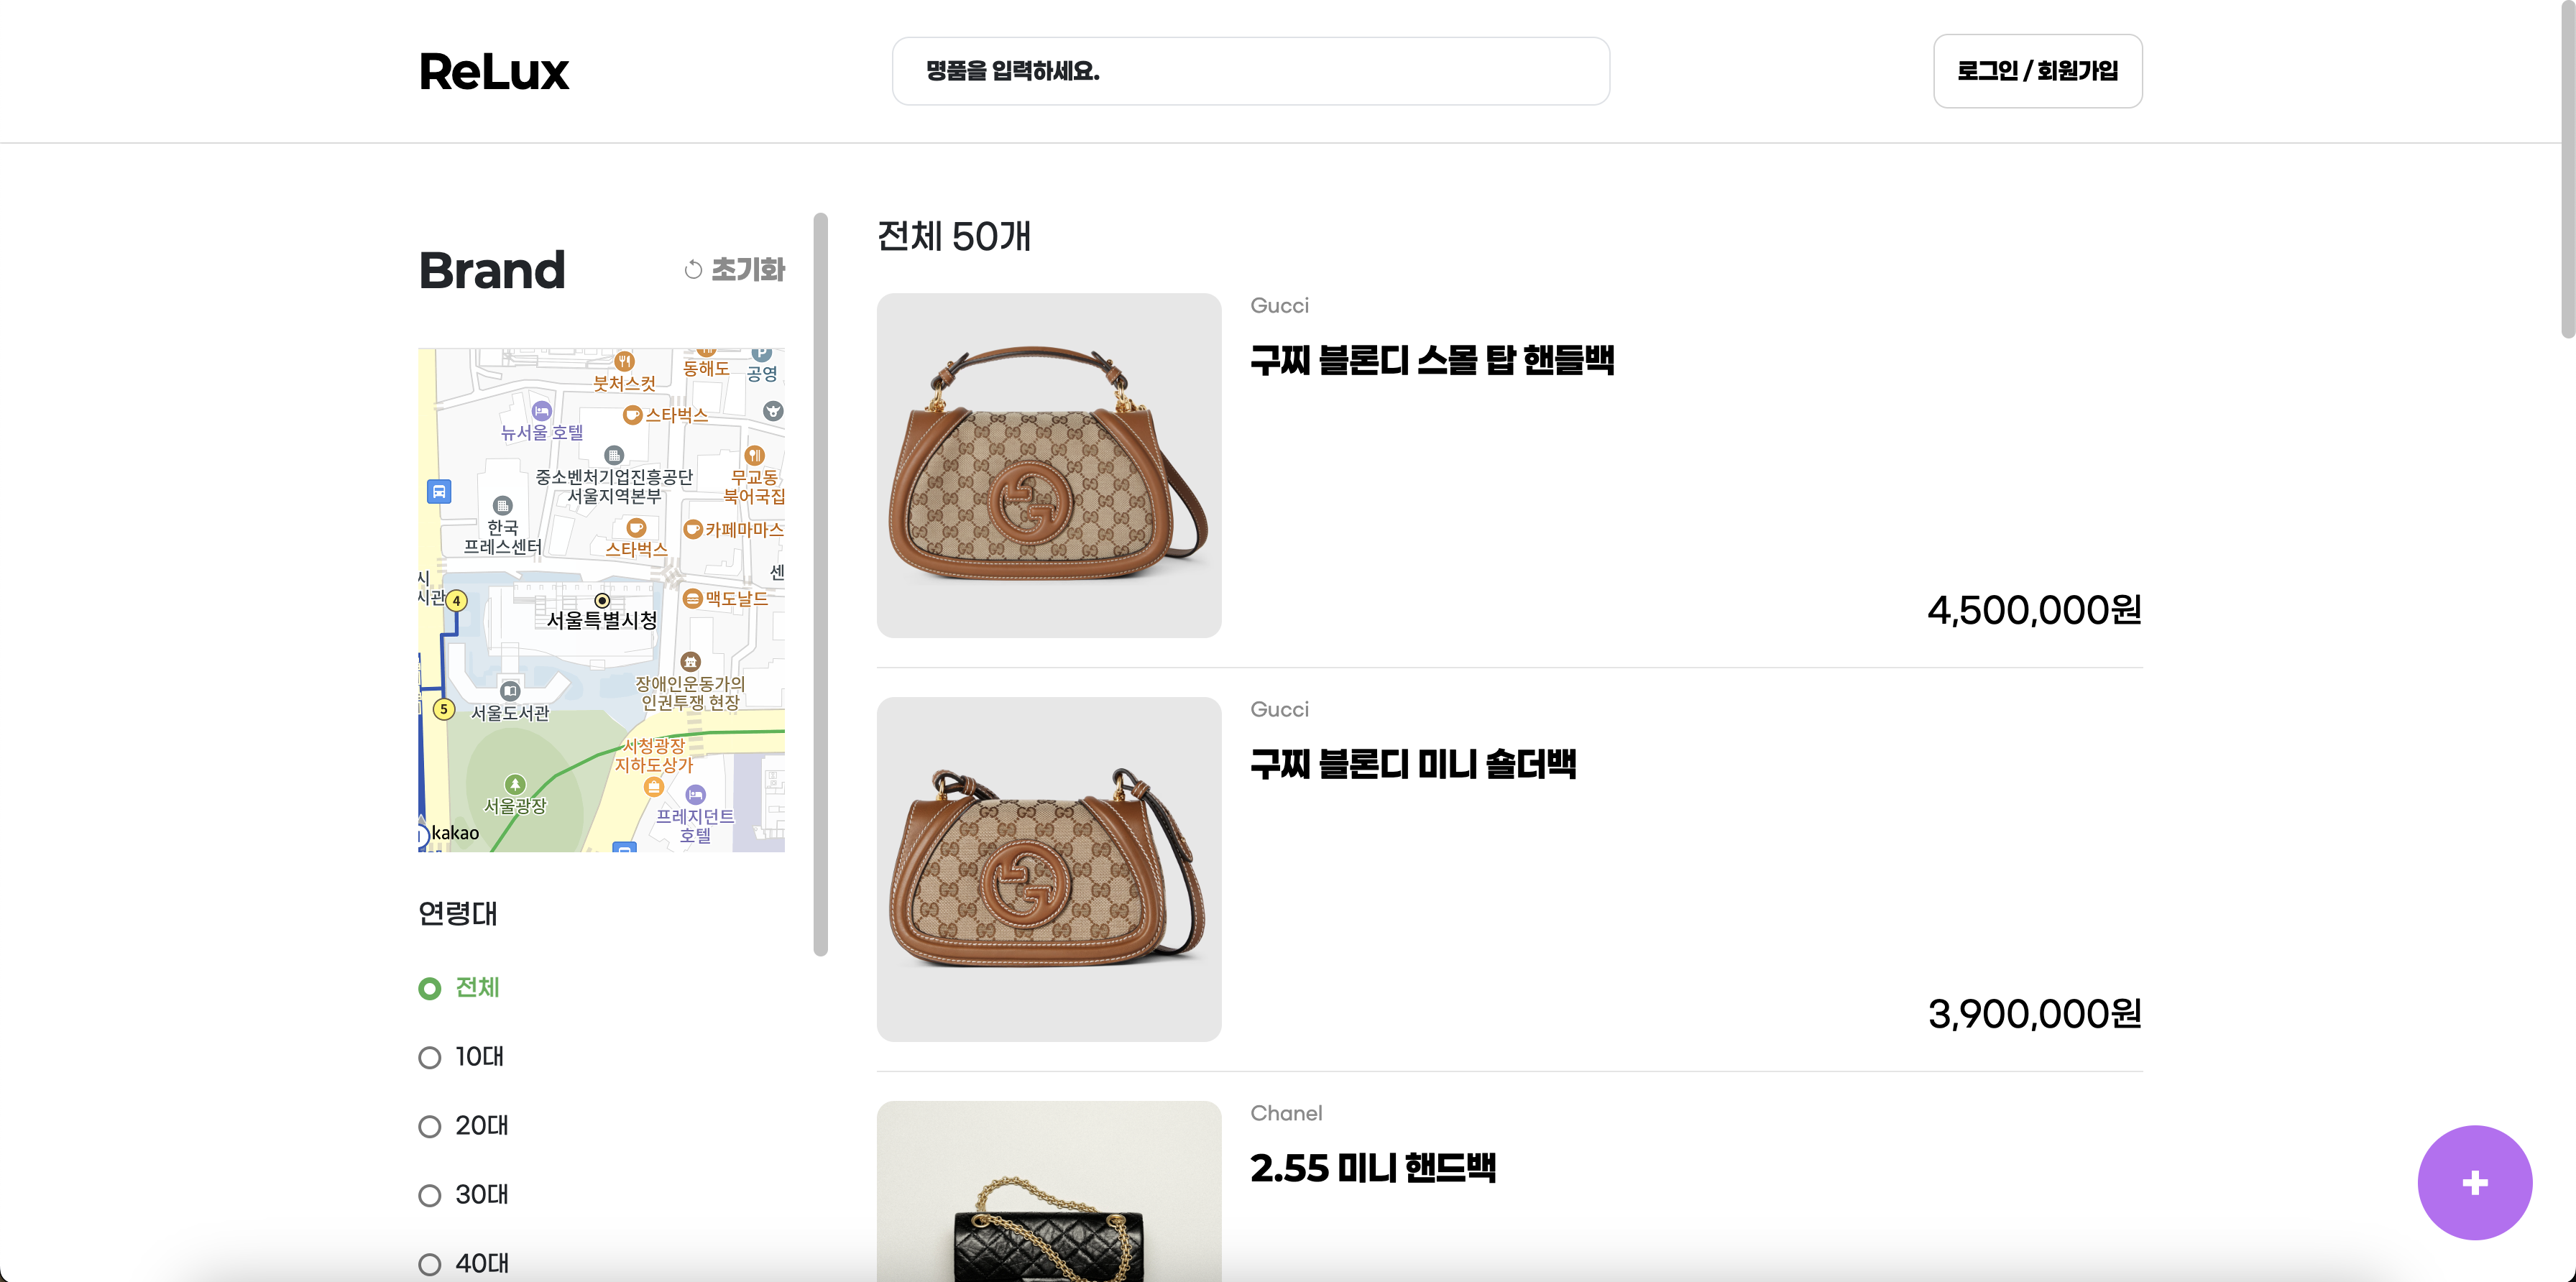 ReLux
명품을 입력하세요.
로그인 / 회원가입
Brand
초기화
붓처스컷
동해도
공영
P
스타벅스
뉴서울 호텔
중소벤처기업진흥공단
서울지역본부
무교동
북어국집
한국
프레스센터
스타벅스
카페마마스
센
시
시관
4
서울특별시청
맥도날드
장애인운동가의
인권투쟁 현장
5
서울도서관
시청광장
지하도상가
서울광장
프레지던트
호텔
kakao
연령대
전체
10대
20대
30대
40대
전체 50개
Gucci
구찌 블론디 스몰 탑 핸들백
4,500,000원
Gucci
구찌 블론디 미니 숄더백
3,900,000원
Chanel
2.55 미니 핸드백
+